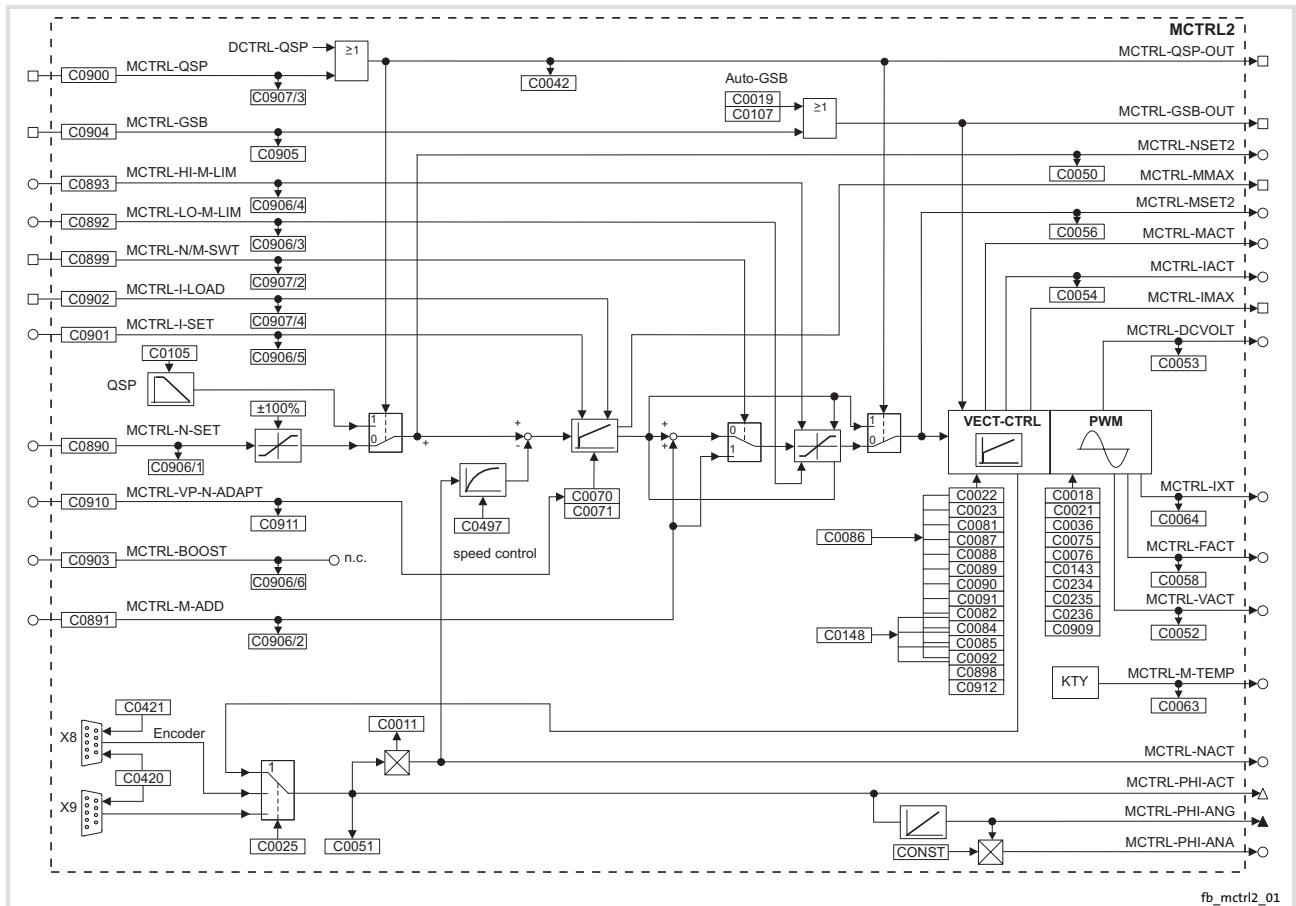 MCTRL2
DCTRL-QSP
≥1
MCTRL-QSP-OUT
C0900
MCTRL-QSP
C0042
C0907/3
Auto-GSB
C0019
C0107
≥1
MCTRL-GSB-OUT
C0904
MCTRL-GSB
C0905
MCTRL-NSET2
C0050
C0893
MCTRL-HI-M-LIM
C0906/4
MCTRL-MMAX
C0892
MCTRL-LO-M-LIM
C0906/3
MCTRL-MSET2
C0056
C0899
MCTRL-N/M-SWT
C0907/2
MCTRL-MACT
C0902
MCTRL-I-LOAD
C0907/4
MCTRL-IACT
C0054
C0901
MCTRL-I-SET
C0906/5
MCTRL-IMAX
MCTRL-DCVOLT
C0053
C0105
QSP
±100%
1
0
+
+
-
+
+
0
1
1
0
VECT-CTRL
PWM
C0890
MCTRL-N-SET
C0906/1
C0497
speed control
C0070
C0071
C0910
MCTRL-VP-N-ADAPT
C0911
C0903
MCTRL-BOOST
n.c.
C0906/6
C0891
MCTRL-M-ADD
C0906/2
C0086
C0148
C0022
C0023
C0081
C0087
C0088
C0089
C0090
C0091
C0082
C0084
C0085
C0092
C0898
C0912
C0018
C0021
C0036
C0075
C0076
C0143
C0234
C0235
C0236
C0909
MCTRL-IXT
C0064
MCTRL-FACT
C0058
MCTRL-VACT
C0052
KTY
MCTRL-M-TEMP
C0063
C0421
X8
Encoder
C0420
X9
1
C0025
C0011
C0051
MCTRL-NACT
MCTRL-PHI-ACT
MCTRL-PHI-ANG
CONST
MCTRL-PHI-ANA
fb_mctrl2_01